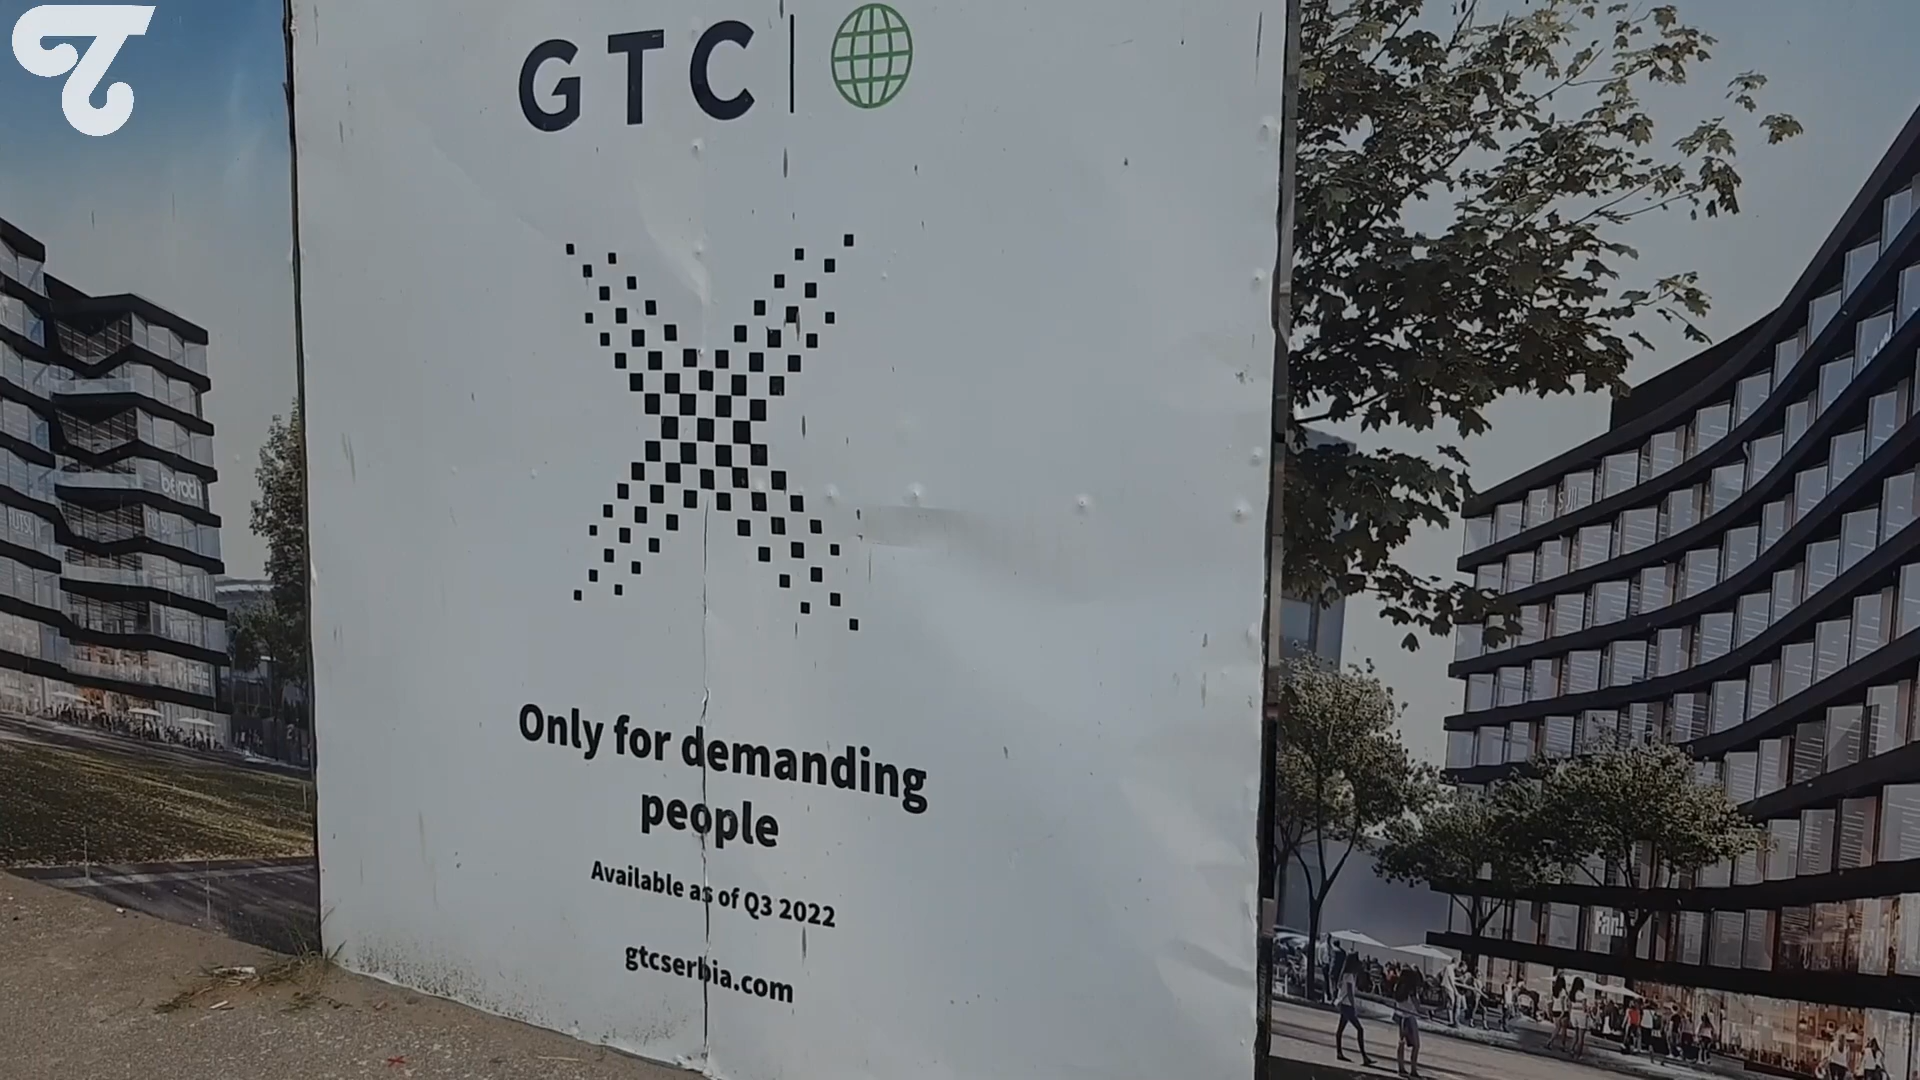 GTC
Only for demanding
people
Available as of Q3 2022
gtcserbia.com